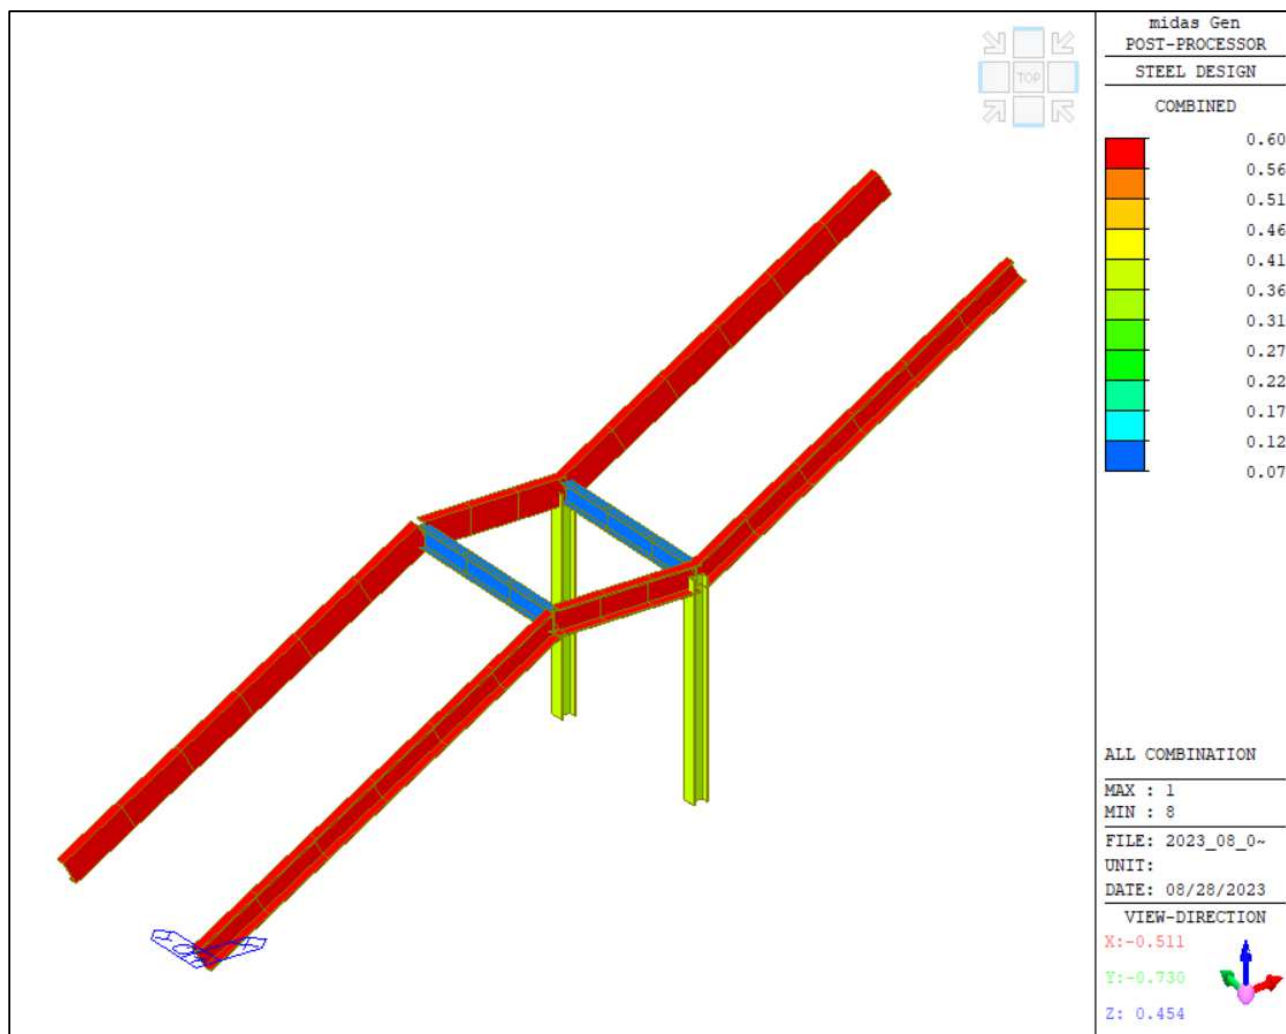 midas Gen
POST-PROCESSOR
STEEL DESIGN
COMBINED
0.60
0.56
0.51
0.46
0.41
0.36
0.31
0.27
0.22
0.17
0.12
0.07
TOP
ALL COMBINATION
MAX : 1
MIN : 8
FILE: 2023_08_0~
UNIT:
DATE: 08/28/2023
VIEW-DIRECTION
X:-0.511
Y:-0.730
Z: 0.454